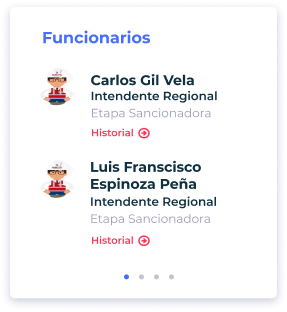 Funcionarios
Carlos Gil Vela
Intendente Regional
Etapa Sancionadora
Historial
Luis Franscisco
Espinoza Peña
Intendente Regional
Etapa Sancionadora
Historial